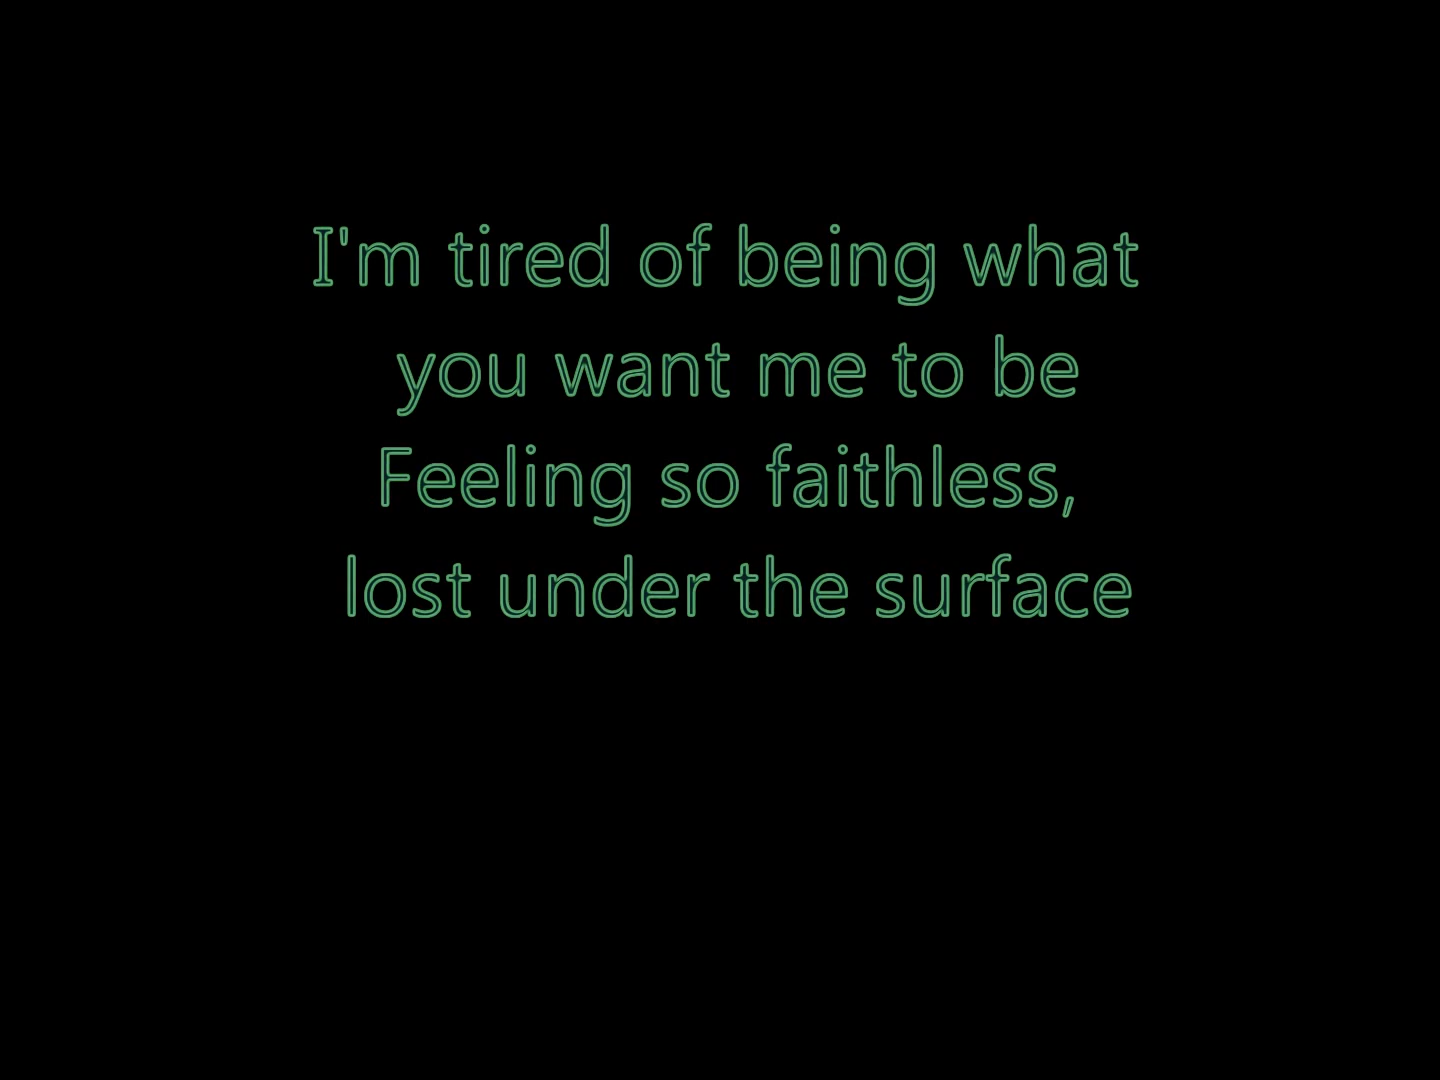 I'm tired of being what
you want me to be
Feeling so faithless,
lost under the surface